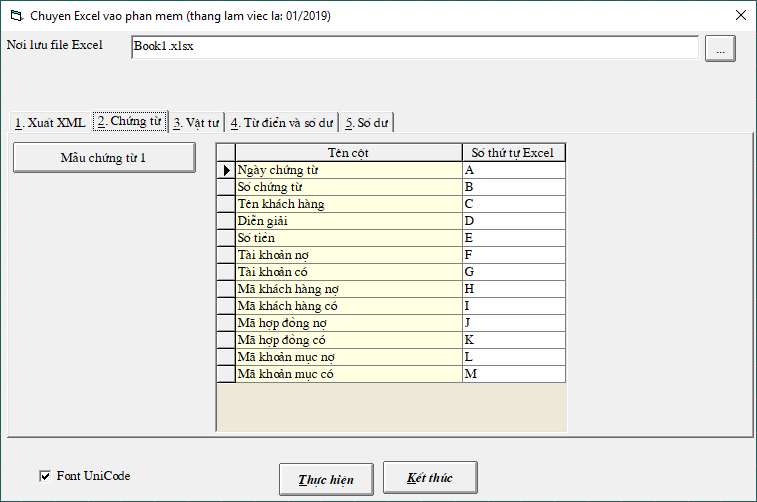 Chuyen Excel vao phan mem (thang lam viec la: 01/2019)
Nơi lưu file Excel Book1.xlsx ...
1. Xuất XML 2. Chứng từ 3. Vật tư 4. Từ điển và số dư 5. Số dư
Mẫu chứng từ 1
Tên cột Số thứ tự Excel
Ngày chứng từ A
Số chứng từ B
Tên khách hàng C
Diễn giải D
Số tiền E
Tài khoản nợ F
Tài khoản có G
Mã khách hàng nợ H
Mã khách hàng có I
Mã hợp đồng nợ J
Mã hợp đồng có K
Mã khoản mục nợ L
Mã khoản mục có M
Font UniCode
Thực hiện Kết thúc